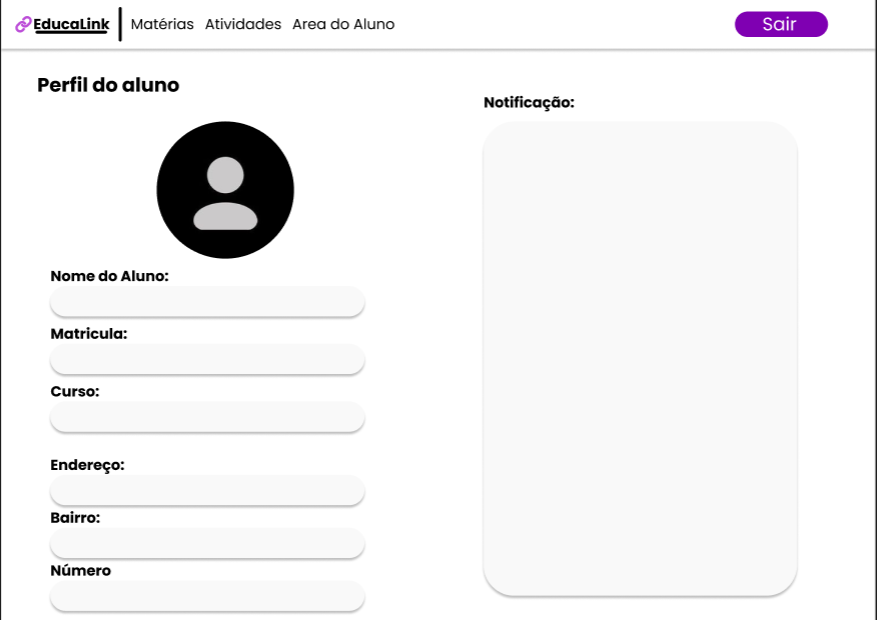 EducaLink Matérias Atividades Area do Aluno Sair
Perfil do aluno
Notificação:
Nome do Aluno:
Matricula:
Curso:
Endereço:
Bairro:
Número